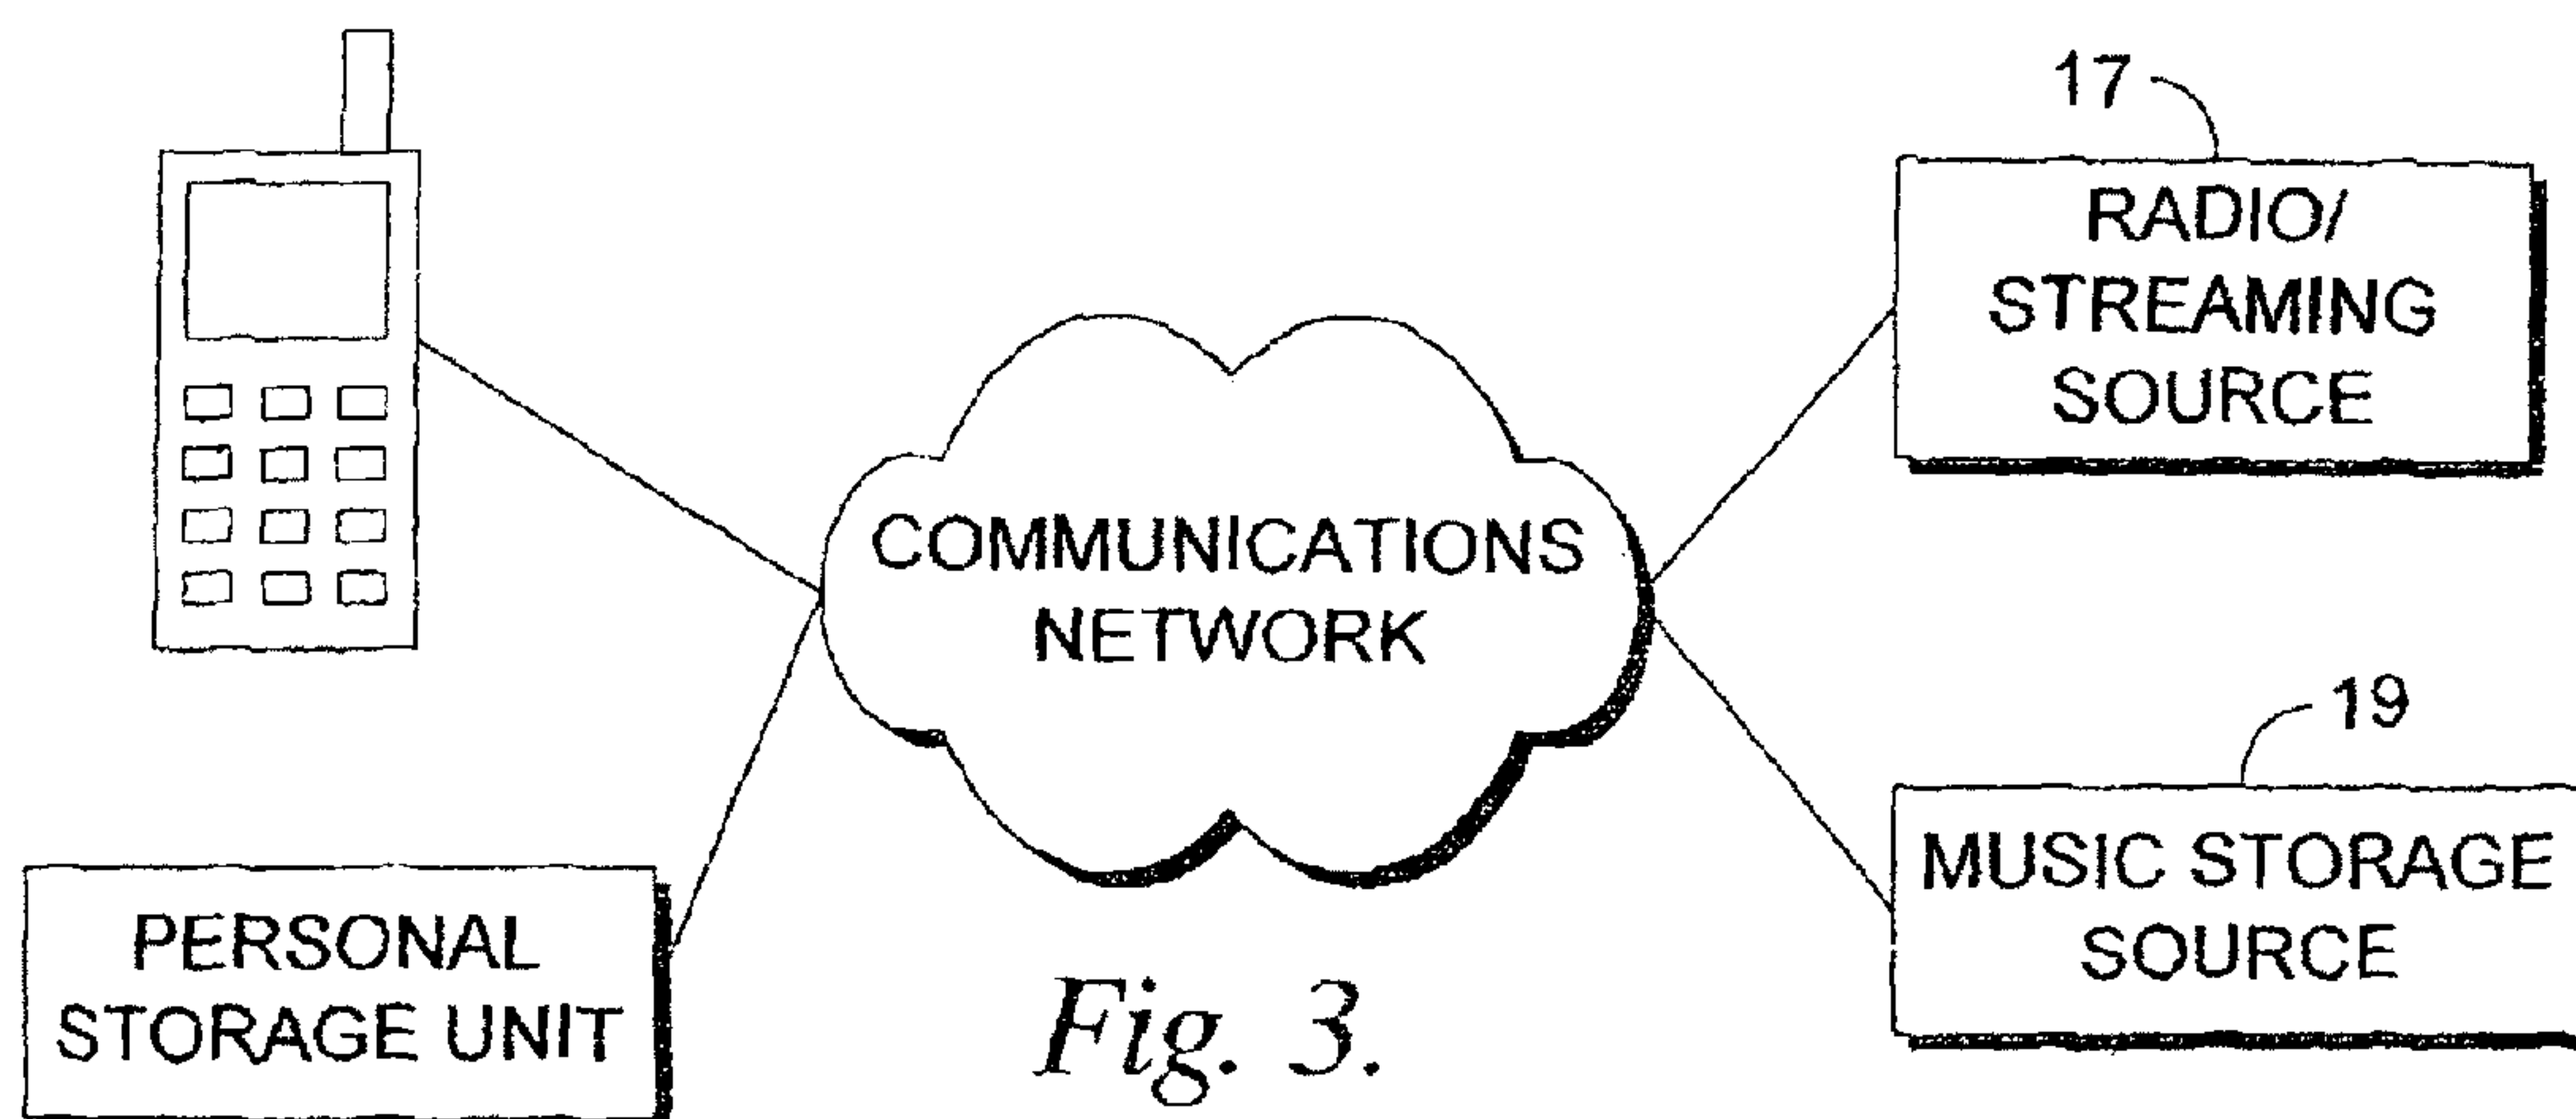 17
RADIO/
STREAMING
SOURCE
COMMUNICATIONS
NETWORK
19
MUSIC STORAGE
SOURCE
PERSONAL
STORAGE UNIT
Fig. 3.